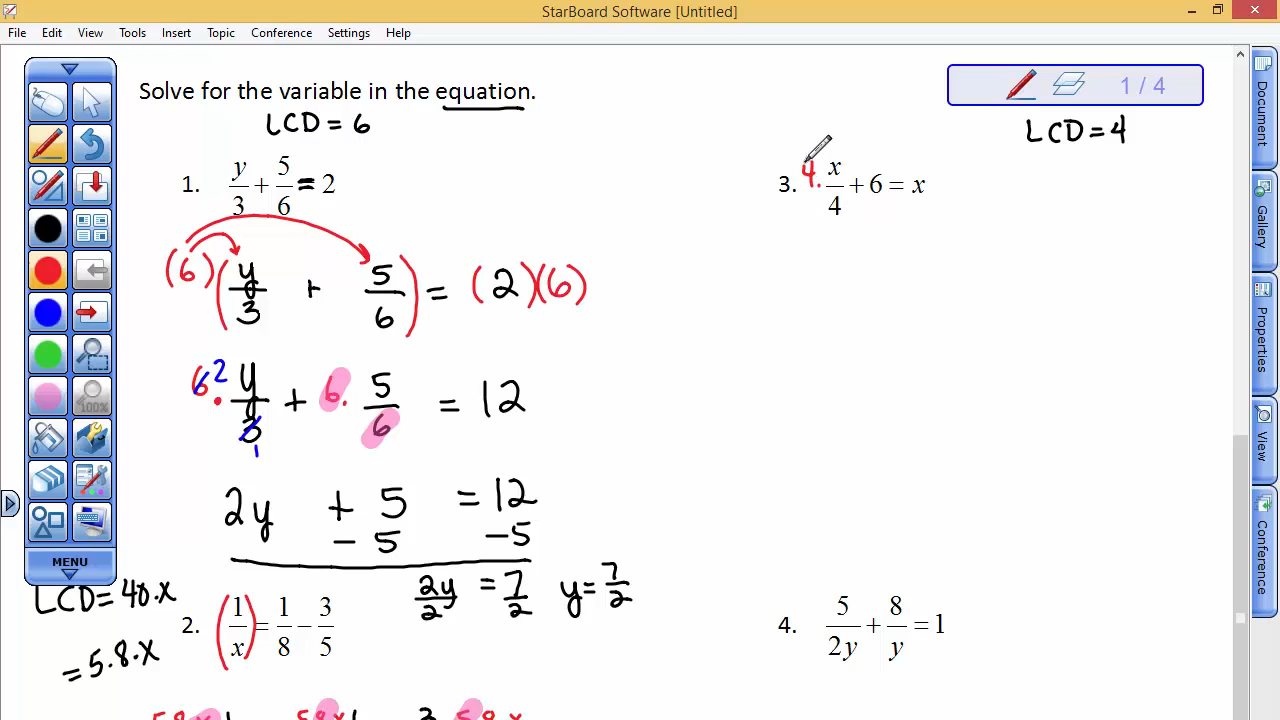 StarBoard Software [Untitled]
File Edit View Tools Insert Topic Conference Settings Help
Solve for the variable in the equation.
1 / 4
LCD = 6
LCD = 4
1. y/3 + 5/6 = 2
3. 4· x/4 + 6 = x
(6)(y/3 + 5/6) = (2)(6)
6·2 y/3 1 + 6· 5/6 = 12
2y + 5 = 12
- 5 -5
2y/2 = 7/2 y = 7/2
LCD = 40·x
2. (1/x) = 1/8 - 3/5
= 5·8·x
4. 5/2y + 8/y = 1
MENU
100%
Document
Gallery
Properties
View
Conference